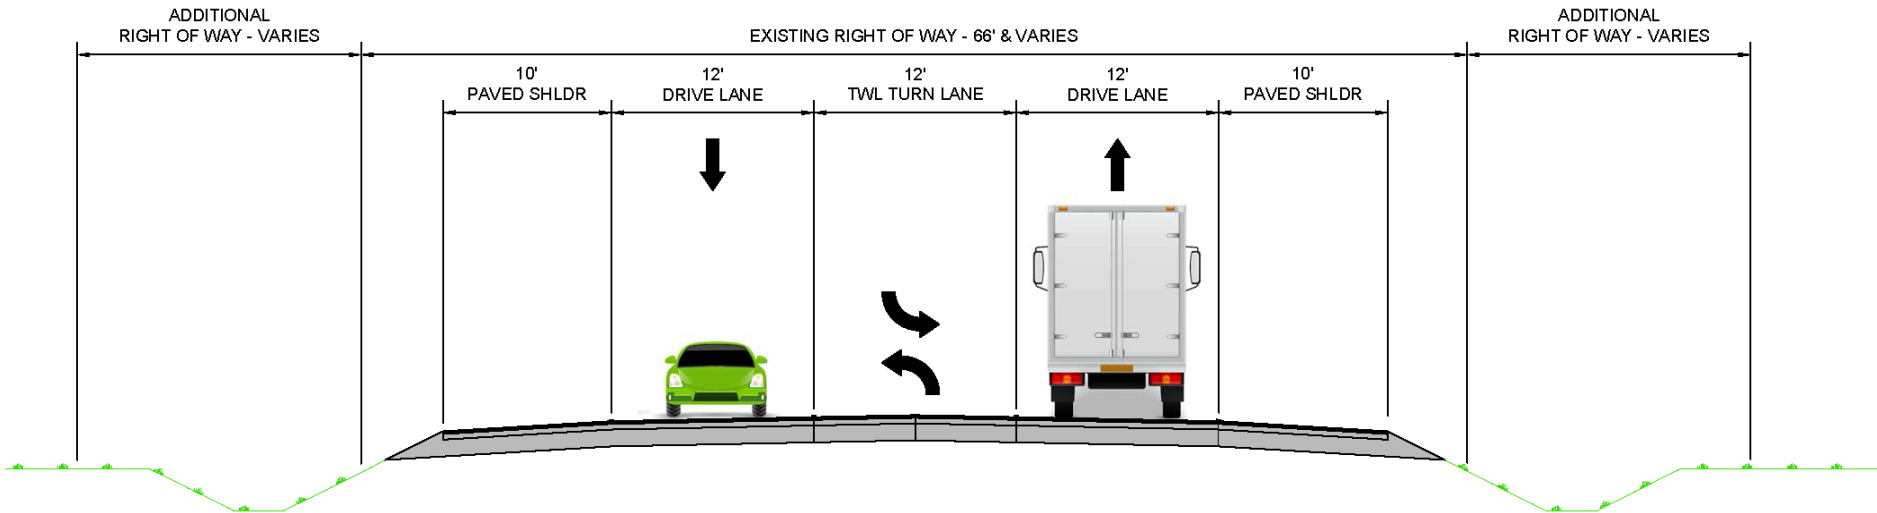 ADDITIONAL
RIGHT OF WAY - VARIES
EXISTING RIGHT OF WAY - 66' & VARIES
ADDITIONAL
RIGHT OF WAY - VARIES
10'
PAVED SHLDR
12'
DRIVE LANE
12'
TWL TURN LANE
12'
DRIVE LANE
10'
PAVED SHLDR